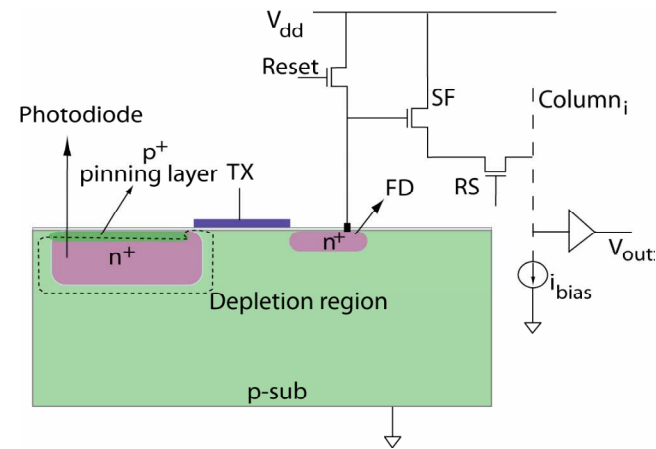 V_dd
Reset
SF
Column_i
Photodiode
p+
pinning layer
TX
FD
RS
n+
n+
V_out:
i_bias
Depletion region
p-sub